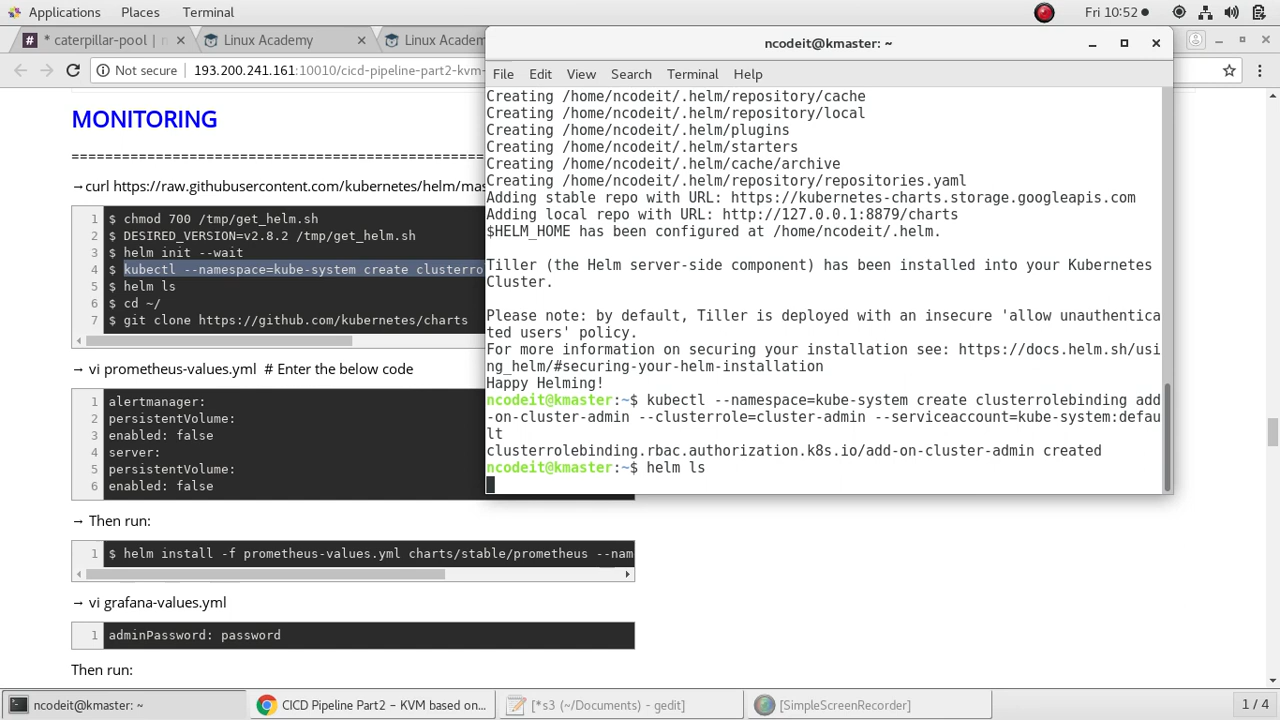 Applications Places Terminal Fri 10:52
* caterpillar-pool | Linux Academy Linux Academy
Not secure 193.200.241.161:10010/cicd-pipeline-part2-kvm-
MONITORING
→curl https://raw.githubusercontent.com/kubernetes/helm/mas
1 $ chmod 700 /tmp/get_helm.sh
2 $ DESIRED_VERSION=v2.8.2 /tmp/get_helm.sh
3 $ helm init --wait
4 $ kubectl --namespace=kube-system create clusterro
5 $ helm ls
6 $ cd ~/
7 $ git clone https://github.com/kubernetes/charts
→ vi prometheus-values.yml # Enter the below code
1 alertmanager:
2 persistentVolume:
3 enabled: false
4 server:
5 persistentVolume:
6 enabled: false
→ Then run:
1 $ helm install -f prometheus-values.yml charts/stable/prometheus --nam
→ vi grafana-values.yml
1 adminPassword: password
Then run:
ncodeit@kmaster: ~
File Edit View Search Terminal Help
Creating /home/ncodeit/.helm/repository/cache
Creating /home/ncodeit/.helm/repository/local
Creating /home/ncodeit/.helm/plugins
Creating /home/ncodeit/.helm/starters
Creating /home/ncodeit/.helm/cache/archive
Creating /home/ncodeit/.helm/repository/repositories.yaml
Adding stable repo with URL: https://kubernetes-charts.storage.googleapis.com
Adding local repo with URL: http://127.0.0.1:8879/charts
$HELM_HOME has been configured at /home/ncodeit/.helm.
Tiller (the Helm server-side component) has been installed into your Kubernetes
Cluster.
Please note: by default, Tiller is deployed with an insecure 'allow unauthentica
ted users' policy.
For more information on securing your installation see: https://docs.helm.sh/usi
ng_helm/#securing-your-helm-installation
Happy Helming!
ncodeit@kmaster:~$ kubectl --namespace=kube-system create clusterrolebinding add
-on-cluster-admin --clusterrole=cluster-admin --serviceaccount=kube-system:defau
lt
clusterrolebinding.rbac.authorization.k8s.io/add-on-cluster-admin created
ncodeit@kmaster:~$ helm ls
ncodeit@kmaster: ~ CICD Pipeline Part2 – KVM based on... [*s3 (~/Documents) - gedit] [SimpleScreenRecorder] 1 / 4